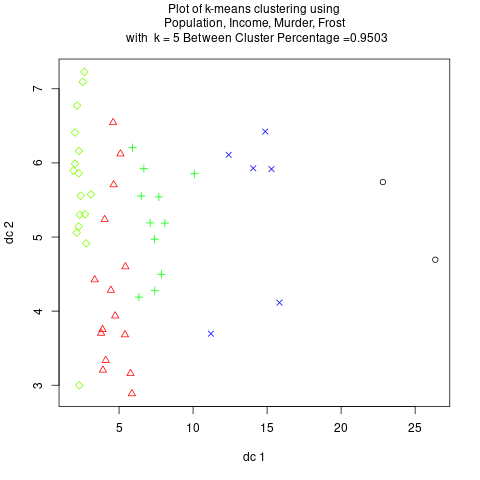 Plot of k-means clustering using
Population, Income, Murder, Frost
with k = 5 Between Cluster Percentage =0.9503
7
6
5
4
3
dc 2
5
10
15
20
25
dc 1